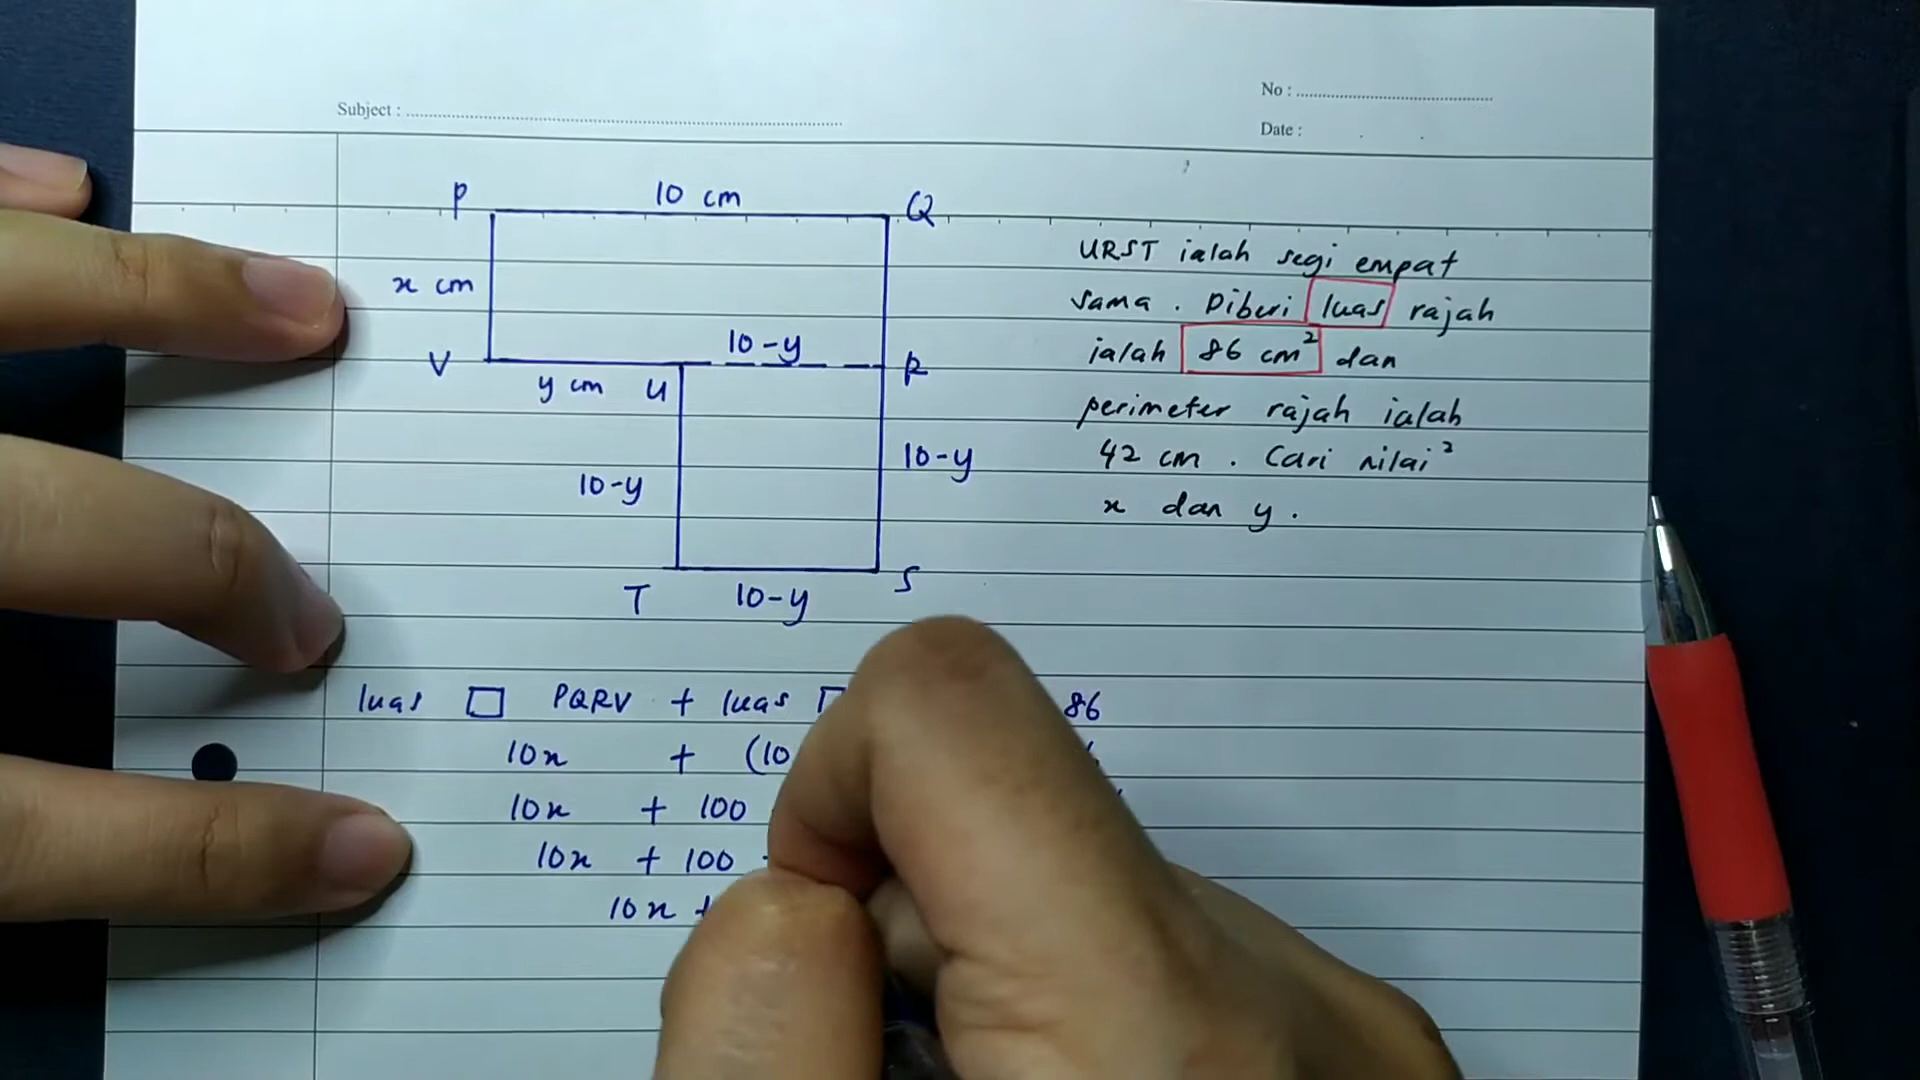 Subject :
No :
Date :
P 10 cm Q
x cm
10-y
V y cm U R
10-y 10-y
T 10-y S
URST ialah segi empat
sama . Diberi luas rajah
ialah 86 cm² dan
perimeter rajah ialah
42 cm . Cari nilai²
x dan y .
luas □ PQRV + luas 86
10x + (10
10x + 100
10x + 100
10x +